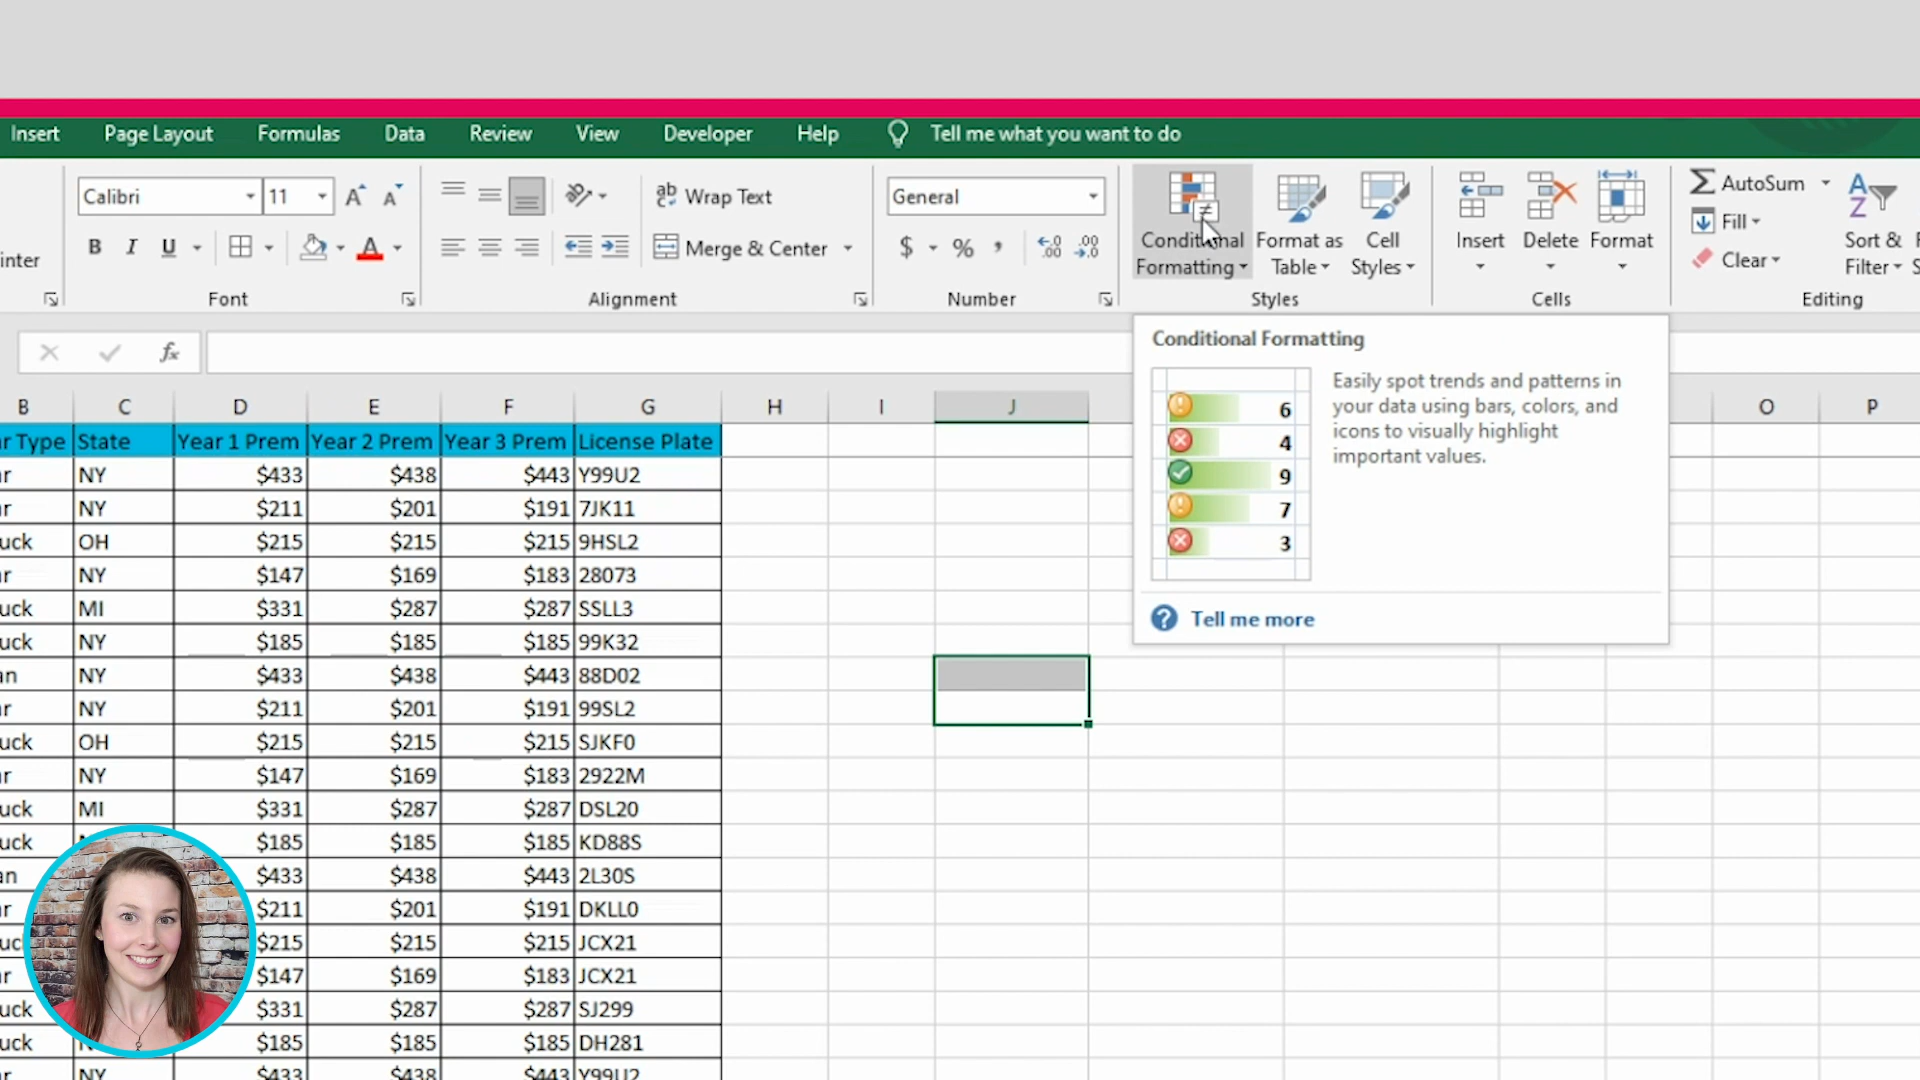 Insert Page Layout Formulas Data Review View Developer Help Tell me what you want to do
Calibri 11 A A ab Wrap Text General AutoSum
B I U A Merge & Center $ % , .00 .00 Conditional Formatting Format as Table Cell Styles Insert Delete Format Fill Clear Sort & Filter
inter
Font Alignment Number Styles Cells Editing
fx
Conditional Formatting
Easily spot trends and patterns in
your data using bars, colors, and
icons to visually highlight
important values.
6
4
9
7
3
Tell me more
B C D E F G H I J O P
r Type State Year 1 Prem Year 2 Prem Year 3 Prem License Plate
r NY $433 $438 $443 Y99U2
r NY $211 $201 $191 7JK11
uck OH $215 $215 $215 9HSL2
r NY $147 $169 $183 28073
uck MI $331 $287 $287 SSLL3
uck NY $185 $185 $185 99K32
an NY $433 $438 $443 88D02
r NY $211 $201 $191 99SL2
uck OH $215 $215 $215 SJKF0
r NY $147 $169 $183 2922M
uck MI $331 $287 $287 DSL20
uck $185 $185 $185 KD88S
an $433 $438 $443 2L30S
r $211 $201 $191 DKLL0
uc $215 $215 $215 JCX21
r $147 $169 $183 JCX21
uck $331 $287 $287 SJ299
uck $185 $185 $185 DH281
r NY $433 $438 $443 Y99U2